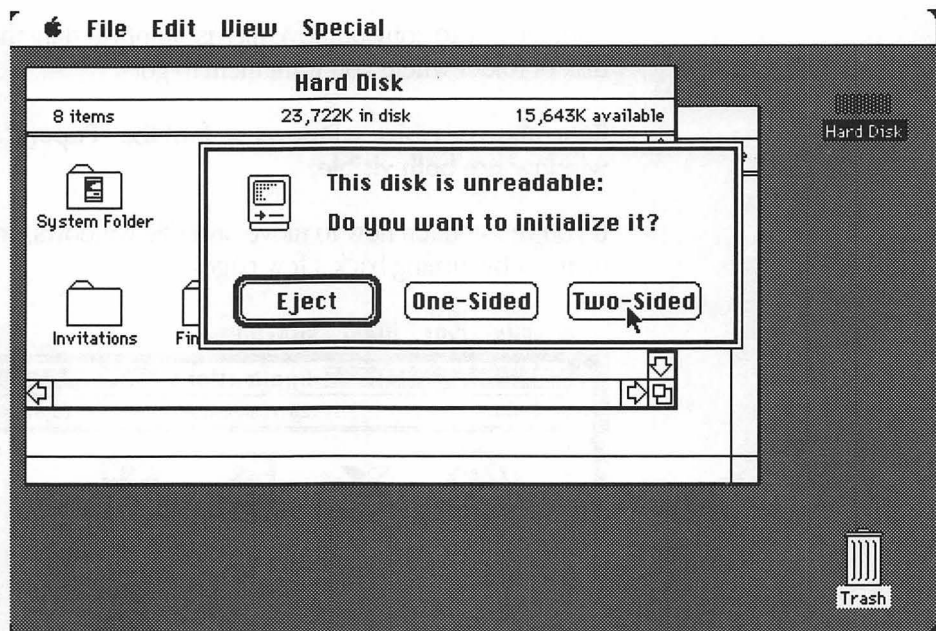 File Edit View Special
Hard Disk
8 items 23,722K in disk 15,643K available
Hard Disk
This disk is unreadable:
Do you want to initialize it?
System Folder
Eject One-Sided Two-Sided
Invitations Fin
Trash